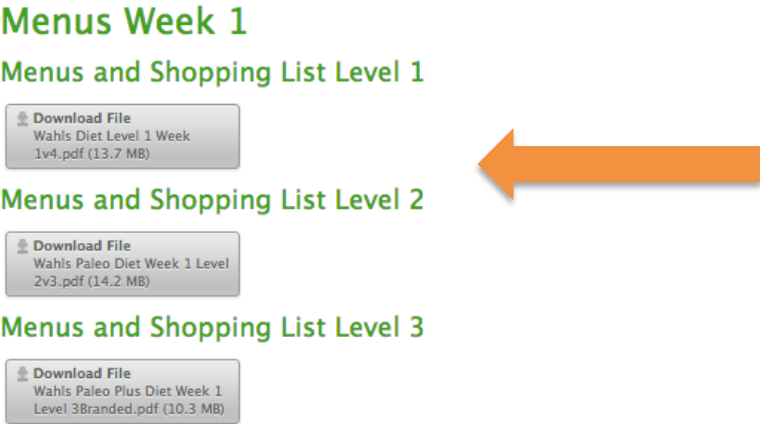 Menus Week 1
Menus and Shopping List Level 1
Download File
Wahls Diet Level 1 Week
1v4.pdf (13.7 MB)
Menus and Shopping List Level 2
Download File
Wahls Paleo Diet Week 1 Level
2v3.pdf (14.2 MB)
Menus and Shopping List Level 3
Download File
Wahls Paleo Plus Diet Week 1
Level 3Branded.pdf (10.3 MB)